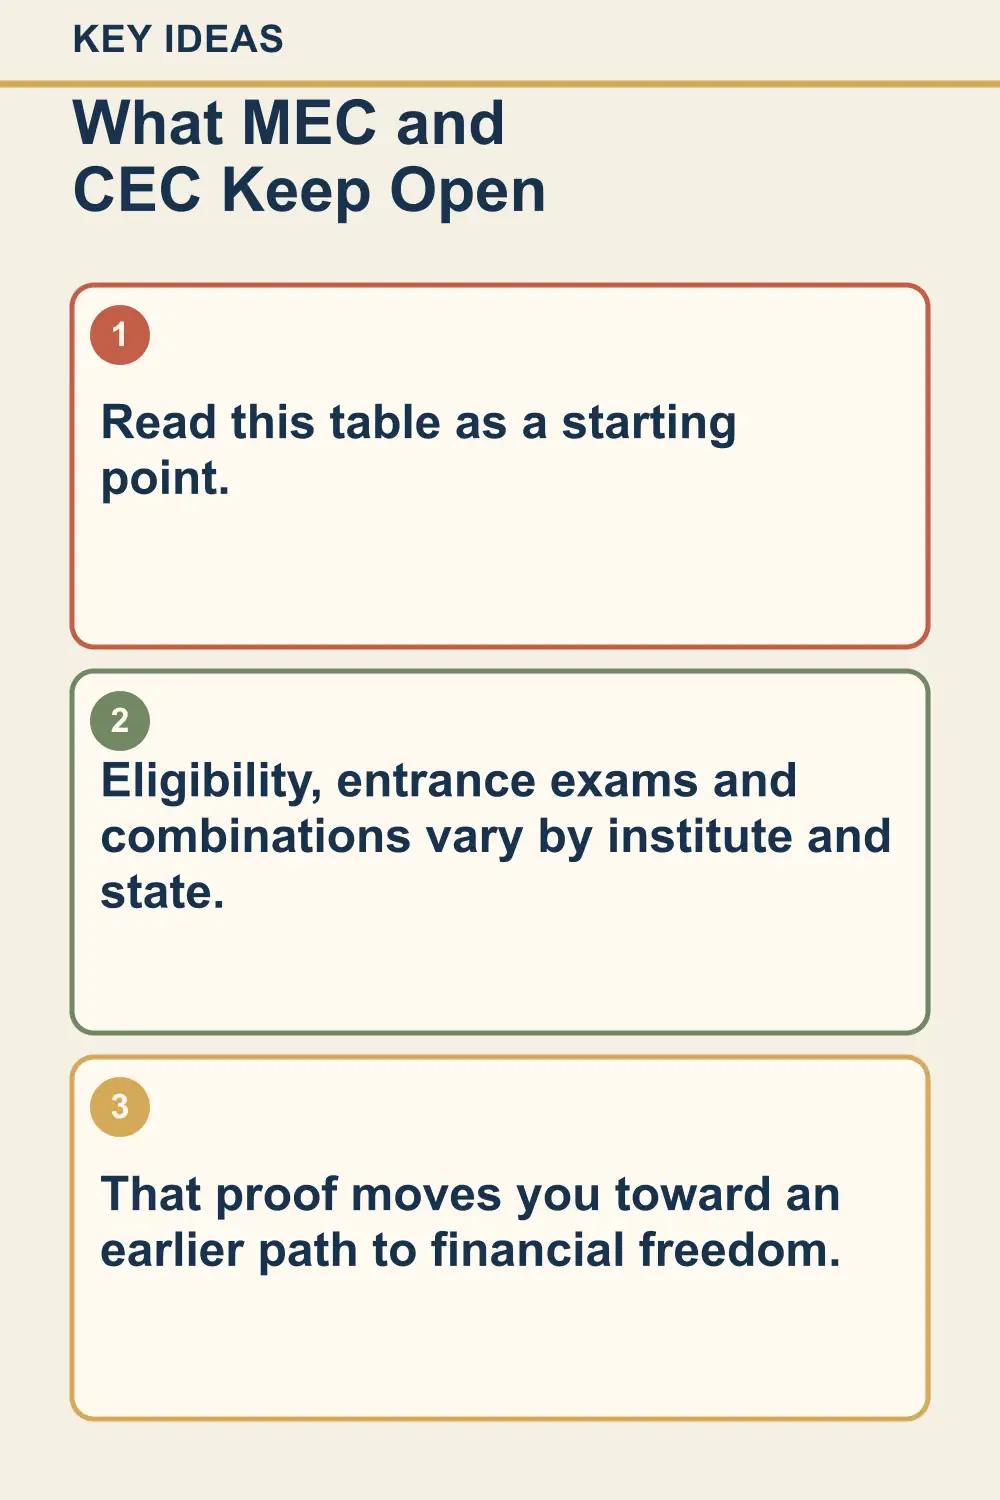 KEY IDEAS
What MEC and
CEC Keep Open
1
Read this table as a starting
point.
2
Eligibility, entrance exams and
combinations vary by institute and
state.
3
That proof moves you toward an
earlier path to financial freedom.